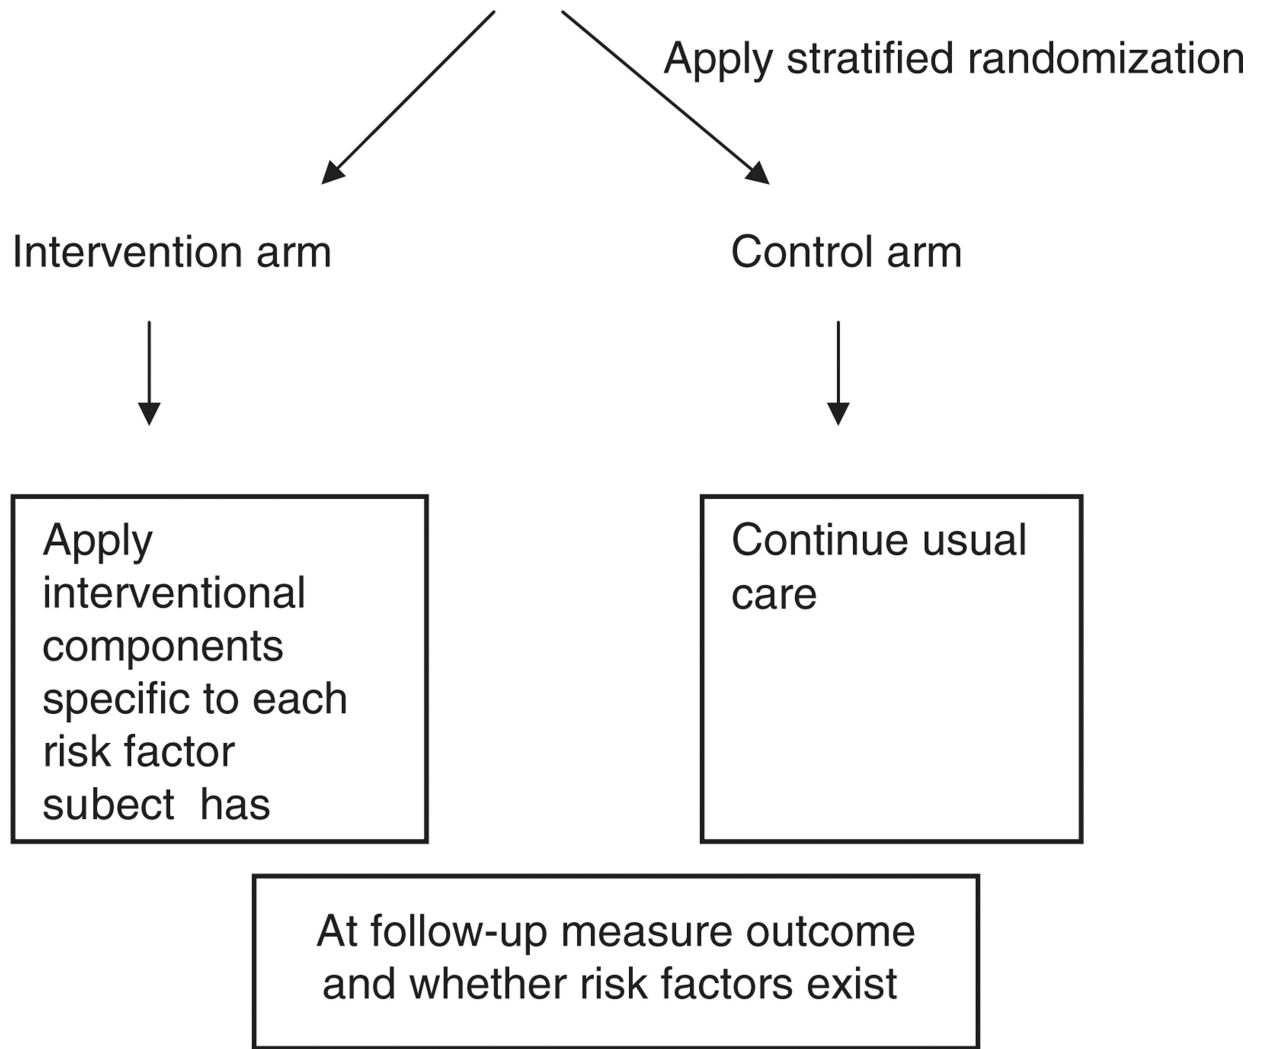 Apply stratified randomization
Intervention arm
Control arm
Apply
interventional
components
specific to each
risk factor
subect has
Continue usual
care
At follow-up measure outcome
and whether risk factors exist